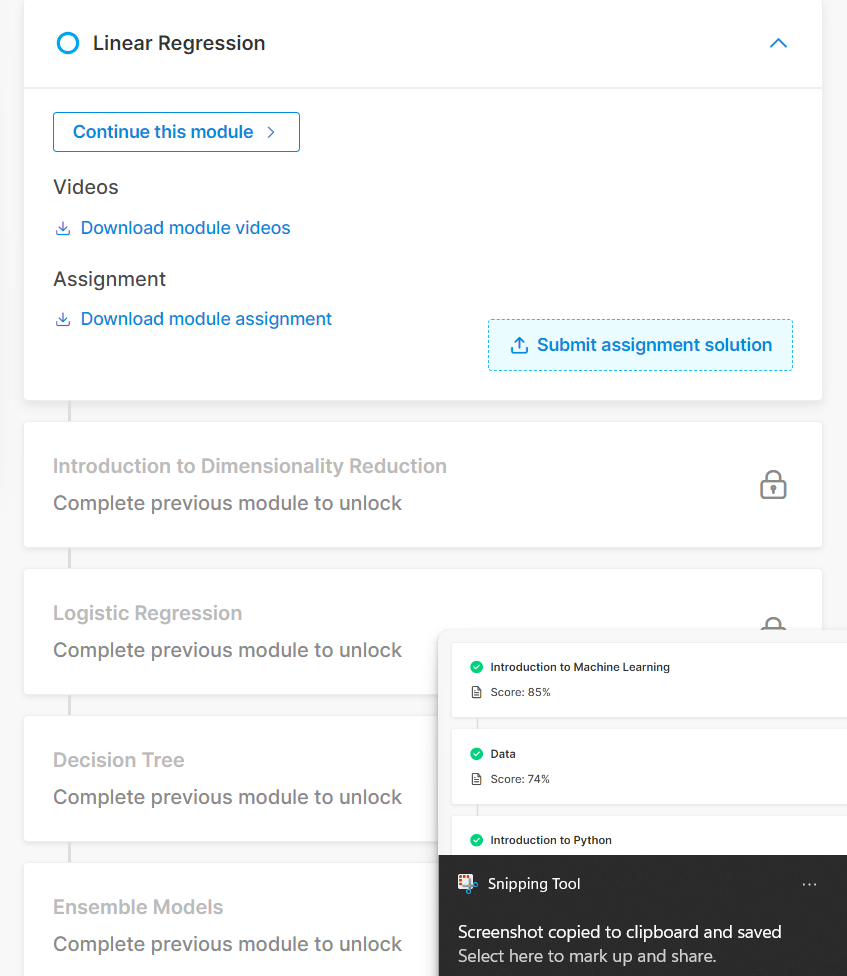 Linear Regression
Continue this module
Videos
Download module videos
Assignment
Download module assignment
Submit assignment solution
Introduction to Dimensionality Reduction
Complete previous module to unlock
Logistic Regression
Complete previous module to unlock
Decision Tree
Complete previous module to unlock
Ensemble Models
Complete previous module to unlock
Introduction to Machine Learning
Score: 85%
Data
Score: 74%
Introduction to Python
Snipping Tool
Screenshot copied to clipboard and saved
Select here to mark up and share.